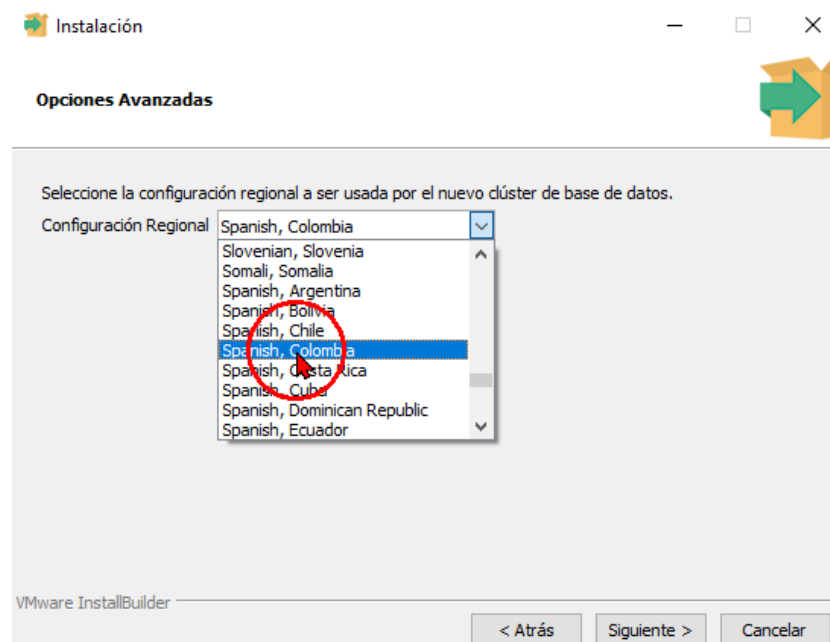 Instalación
Opciones Avanzadas
Seleccione la configuración regional a ser usada por el nuevo clúster de base de datos.
Configuración Regional Spanish, Colombia
Slovenian, Slovenia
Somali, Somalia
Spanish, Argentina
Spanish, Bolivia
Spanish, Chile
Spanish, Colombia
Spanish, Costa Rica
Spanish, Cuba
Spanish, Dominican Republic
Spanish, Ecuador
VMware InstallBuilder
< Atrás Siguiente > Cancelar